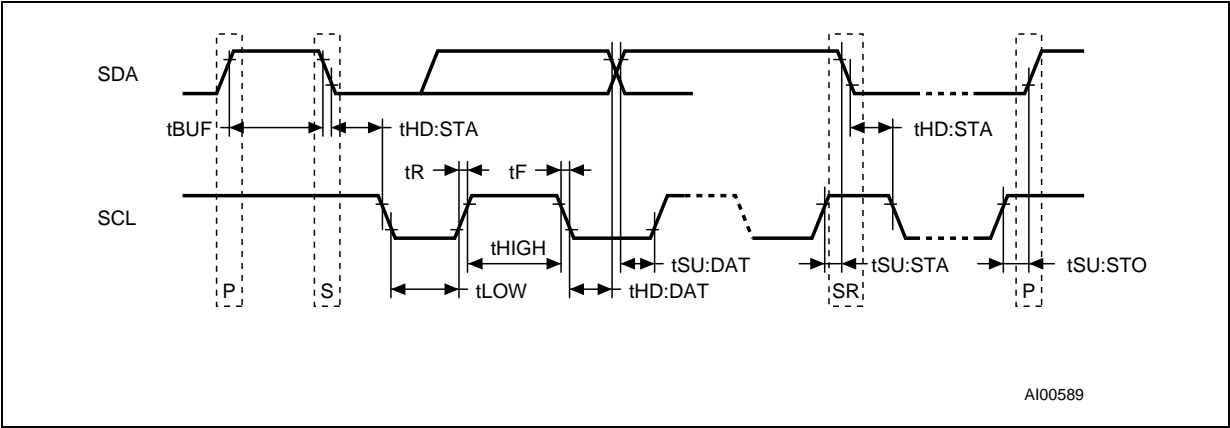 SDA
tBUF
tHD:STA
tHD:STA
tR
tF
SCL
tHIGH
tSU:DAT
tSU:STA
tSU:STO
P
S
tLOW
tHD:DAT
SR
P
AI00589